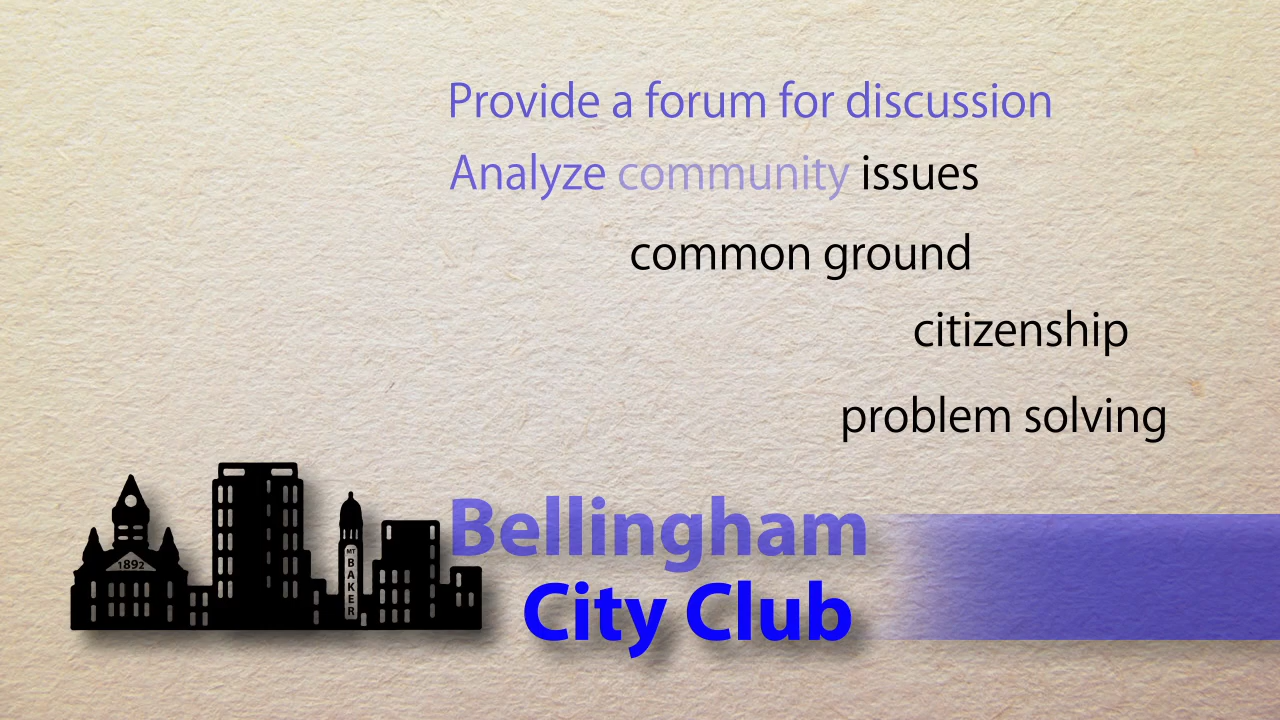 Provide a forum for discussion
Analyze community issues
common ground
citizenship
problem solving
1892
MT
BAKER
Bellingham
City Club